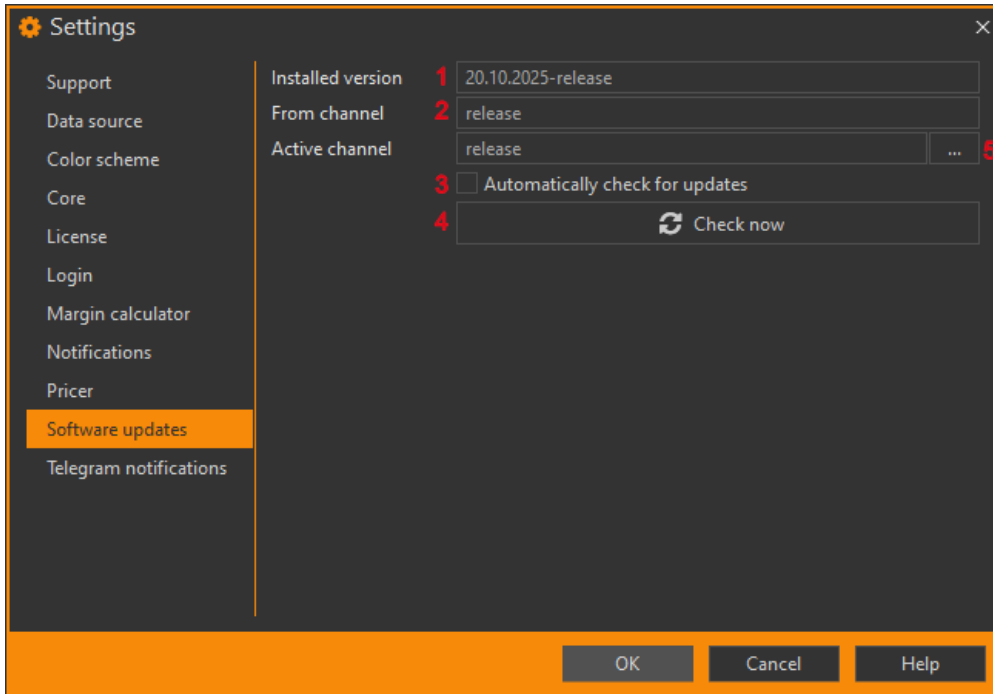 Settings
Support
Data source
Color scheme
Core
License
Login
Margin calculator
Notifications
Pricer
Software updates
Telegram notifications
Installed version 1 20.10.2025-release
From channel 2 release
Active channel release ... 5
3 Automatically check for updates
4 Check now
OK Cancel Help